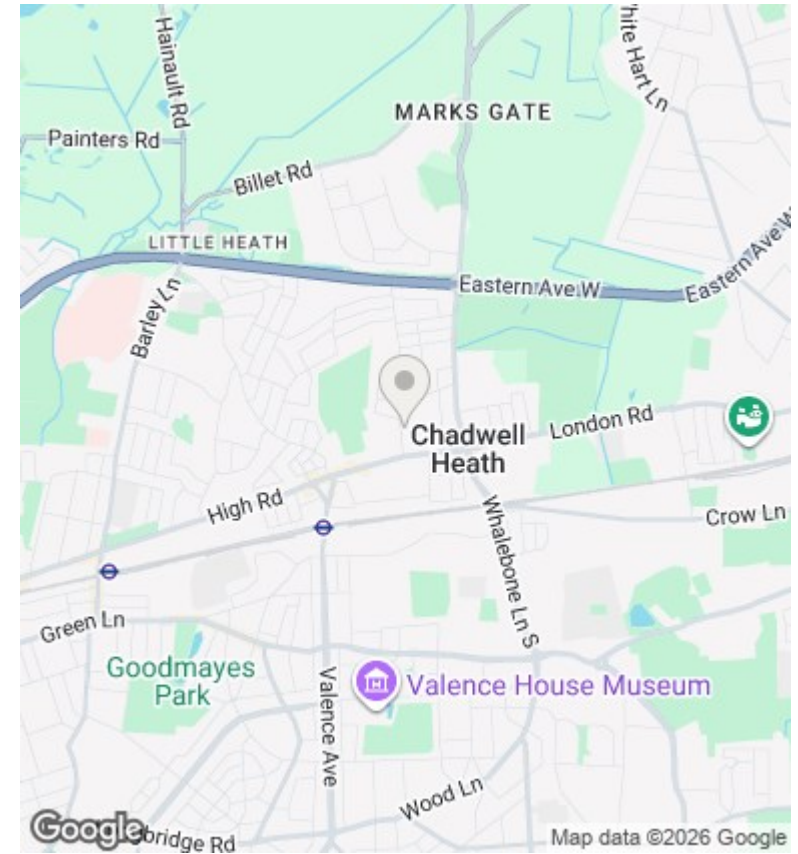 Hainault Rd
White Hart Ln
MARKS GATE
Painters Rd
Billet Rd
LITTLE HEATH
Eastern Ave W
Eastern Ave W
Barley Ln
London Rd
Chadwell
Heath
High Rd
Whalebone Ln S
Crow Ln
Green Ln
Goodmayes
Park
Valence House Museum
Valence Ave
Wood Ln
Google
bridge Rd
Map data ©2026 Google